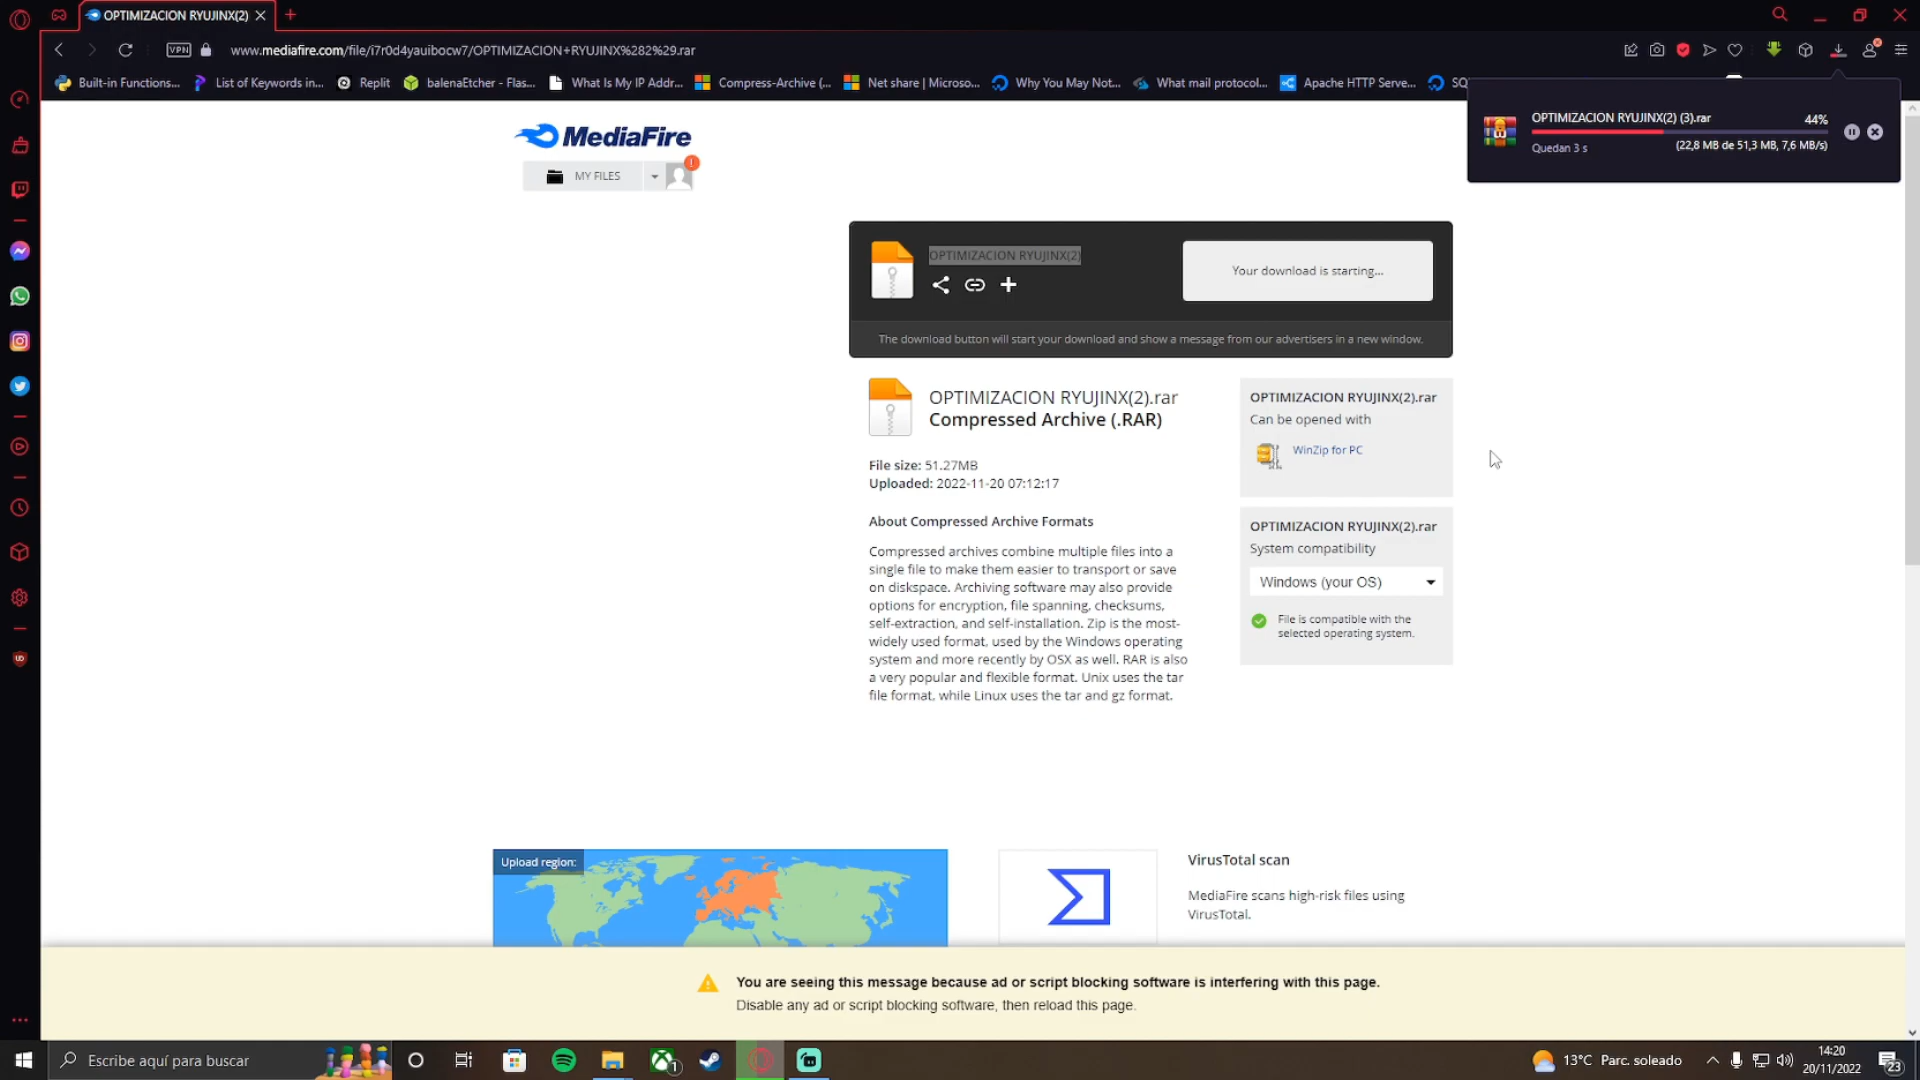 OPTIMIZACION RYUJINX(2)
VPN
www.mediafire.com/file/i7r0d4yauibocw7/OPTIMIZACION+RYUJINX%282%29.rar
Built-in Functions...
List of Keywords in...
Replit
balenaEtcher - Flas...
What Is My IP Addr...
Compress-Archive (...
Net share | Microso...
Why You May Not...
What mail protocol...
Apache HTTP Serve...
SQ
OPTIMIZACION RYUJINX(2) (3).rar
44%
Quedan 3 s
(22,8 MB de 51,3 MB, 7,6 MB/s)
MediaFire
MY FILES
!
OPTIMIZACION RYUJINX(2)
Your download is starting...
The download button will start your download and show a message from our advertisers in a new window.
OPTIMIZACION RYUJINX(2).rar
Compressed Archive (.RAR)
File size: 51.27MB
Uploaded: 2022-11-20 07:12:17
About Compressed Archive Formats
Compressed archives combine multiple files into a
single file to make them easier to transport or save
on diskspace. Archiving software may also provide
options for encryption, file spanning, checksums,
self-extraction, and self-installation. Zip is the most-
widely used format, used by the Windows operating
system and more recently by OSX as well. RAR is also
a very popular and flexible format. Unix uses the tar
file format, while Linux uses the tar and gz format.
OPTIMIZACION RYUJINX(2).rar
Can be opened with
WinZip for PC
OPTIMIZACION RYUJINX(2).rar
System compatibility
Windows (your OS)
File is compatible with the
selected operating system.
Upload region:
VirusTotal scan
MediaFire scans high-risk files using
VirusTotal.
You are seeing this message because ad or script blocking software is interfering with this page.
Disable any ad or script blocking software, then reload this page.
Escribe aquí para buscar
1
13°C Parc. soleado
14:20
20/11/2022
23